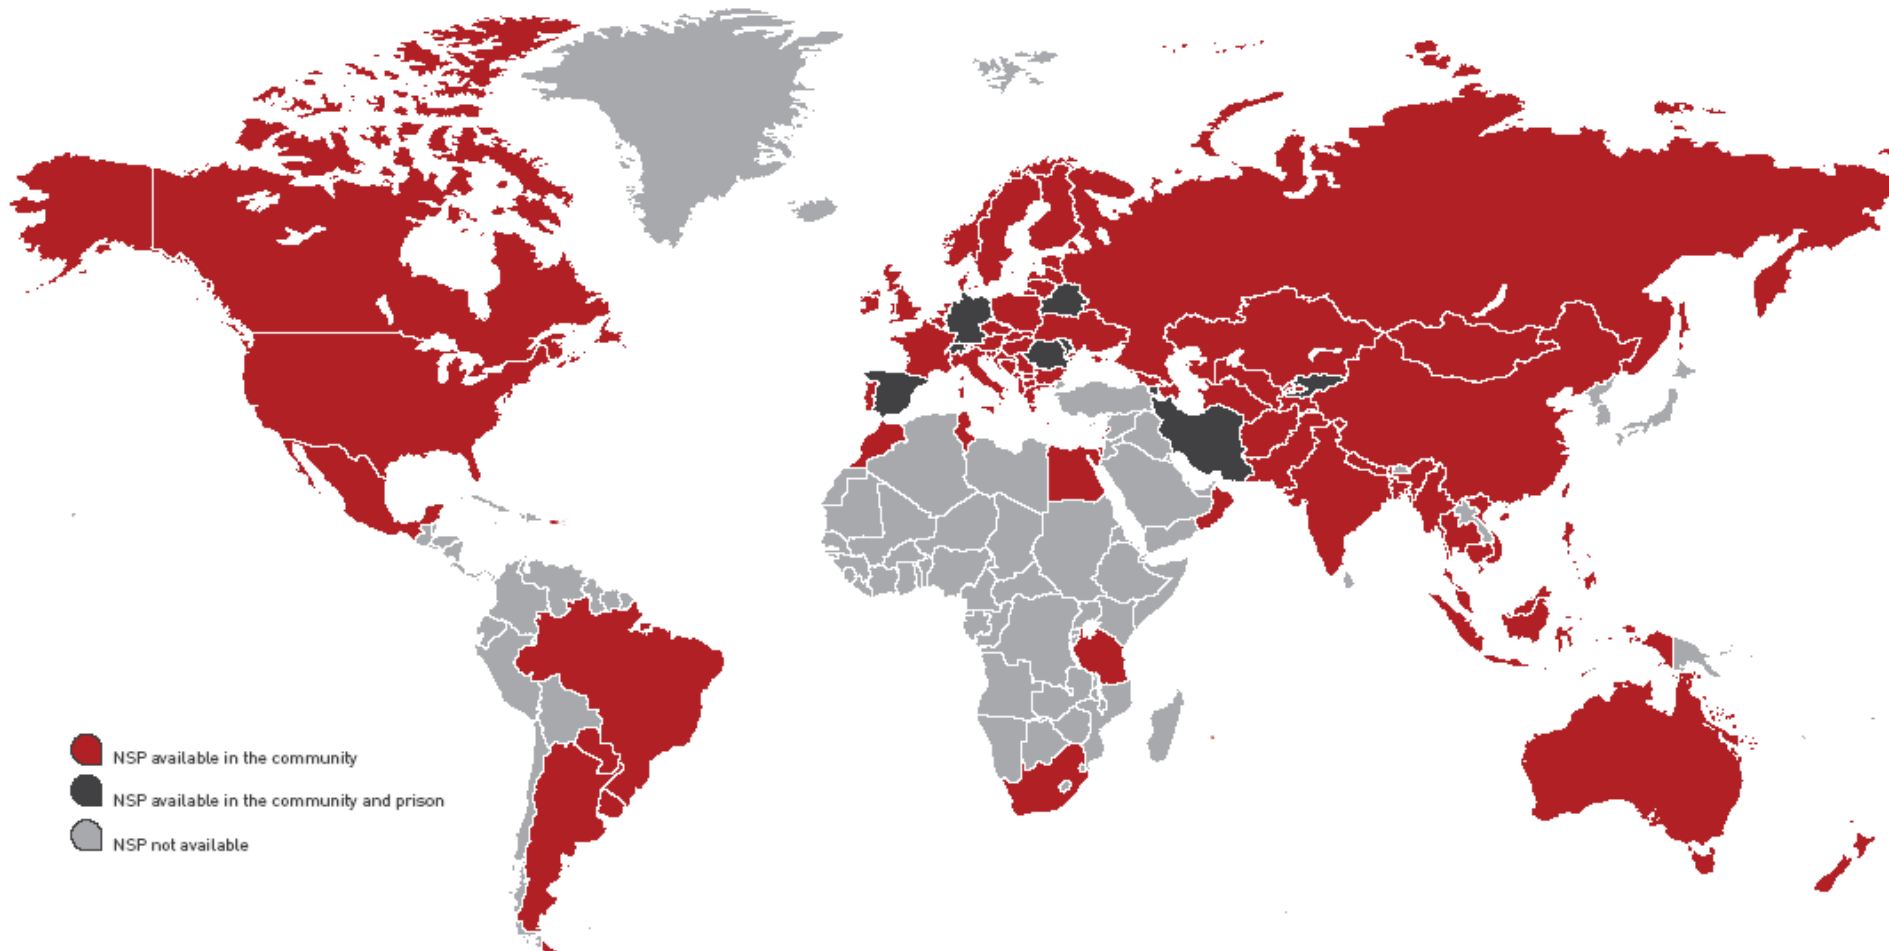 NSP available in the community
NSP available in the community and prison
NSP not available